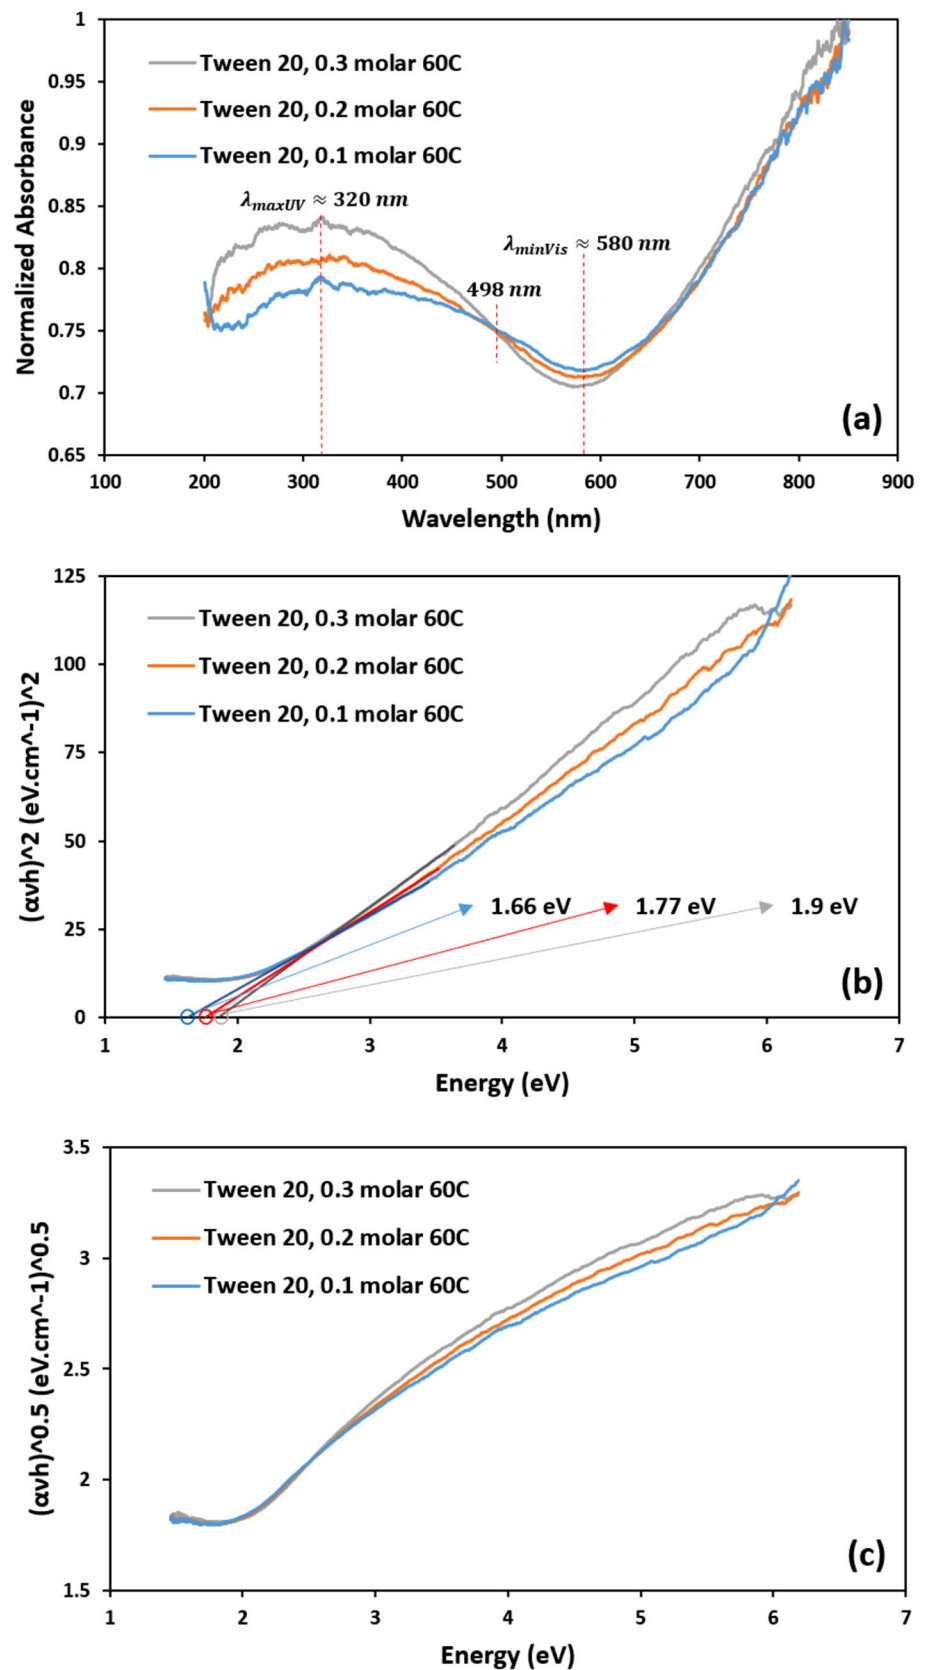 1
0.95
0.9
0.85
0.8
0.75
0.7
0.65
Normalized Absorbance
Tween 20, 0.3 molar 60C
Tween 20, 0.2 molar 60C
Tween 20, 0.1 molar 60C
λmaxUV ≈ 320 nm
λminVis ≈ 580 nm
498 nm
(a)
100 200 300 400 500 600 700 800 900
Wavelength (nm)
125
100
75
50
25
0
(αvh)^2 (eV.cm^-1)^2
Tween 20, 0.3 molar 60C
Tween 20, 0.2 molar 60C
Tween 20, 0.1 molar 60C
1.66 eV 1.77 eV 1.9 eV
(b)
1 2 3 4 5 6 7
Energy (eV)
3.5
3
2.5
2
1.5
(αvh)^0.5 (eV.cm^-1)^0.5
Tween 20, 0.3 molar 60C
Tween 20, 0.2 molar 60C
Tween 20, 0.1 molar 60C
(c)
1 2 3 4 5 6 7
Energy (eV)